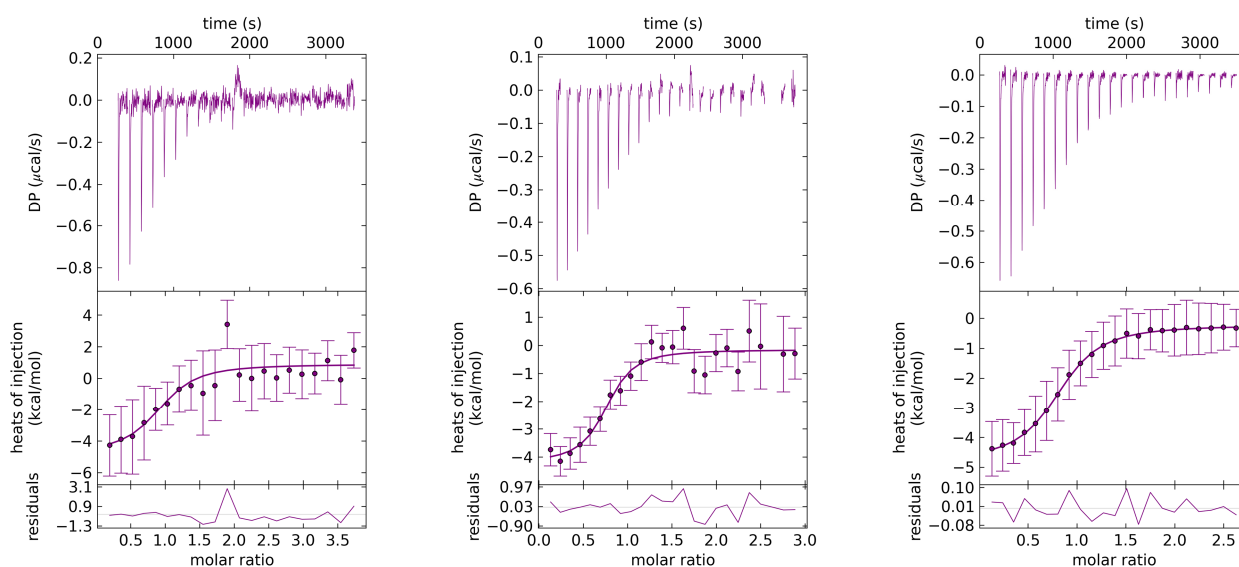 time (s)
0 1000 2000 3000
0.2
0.0
−0.2
−0.4
−0.6
−0.8
DP (μcal/s)
4
2
0
−2
−4
−6
heats of injection
(kcal/mol)
3.1
0.9
−1.3
residuals
0.5 1.0 1.5 2.0 2.5 3.0 3.5
molar ratio
time (s)
0 1000 2000 3000
0.1
0.0
−0.1
−0.2
−0.3
−0.4
−0.5
−0.6
DP (μcal/s)
1
0
−1
−2
−3
−4
heats of injection
(kcal/mol)
0.97
0.03
−0.90
residuals
0.0 0.5 1.0 1.5 2.0 2.5 3.0
molar ratio
time (s)
0 1000 2000 3000
0.0
−0.1
−0.2
−0.3
−0.4
−0.5
−0.6
DP (μcal/s)
0
−1
−2
−3
−4
−5
heats of injection
(kcal/mol)
0.10
0.01
−0.08
residuals
0.5 1.0 1.5 2.0 2.5
molar ratio